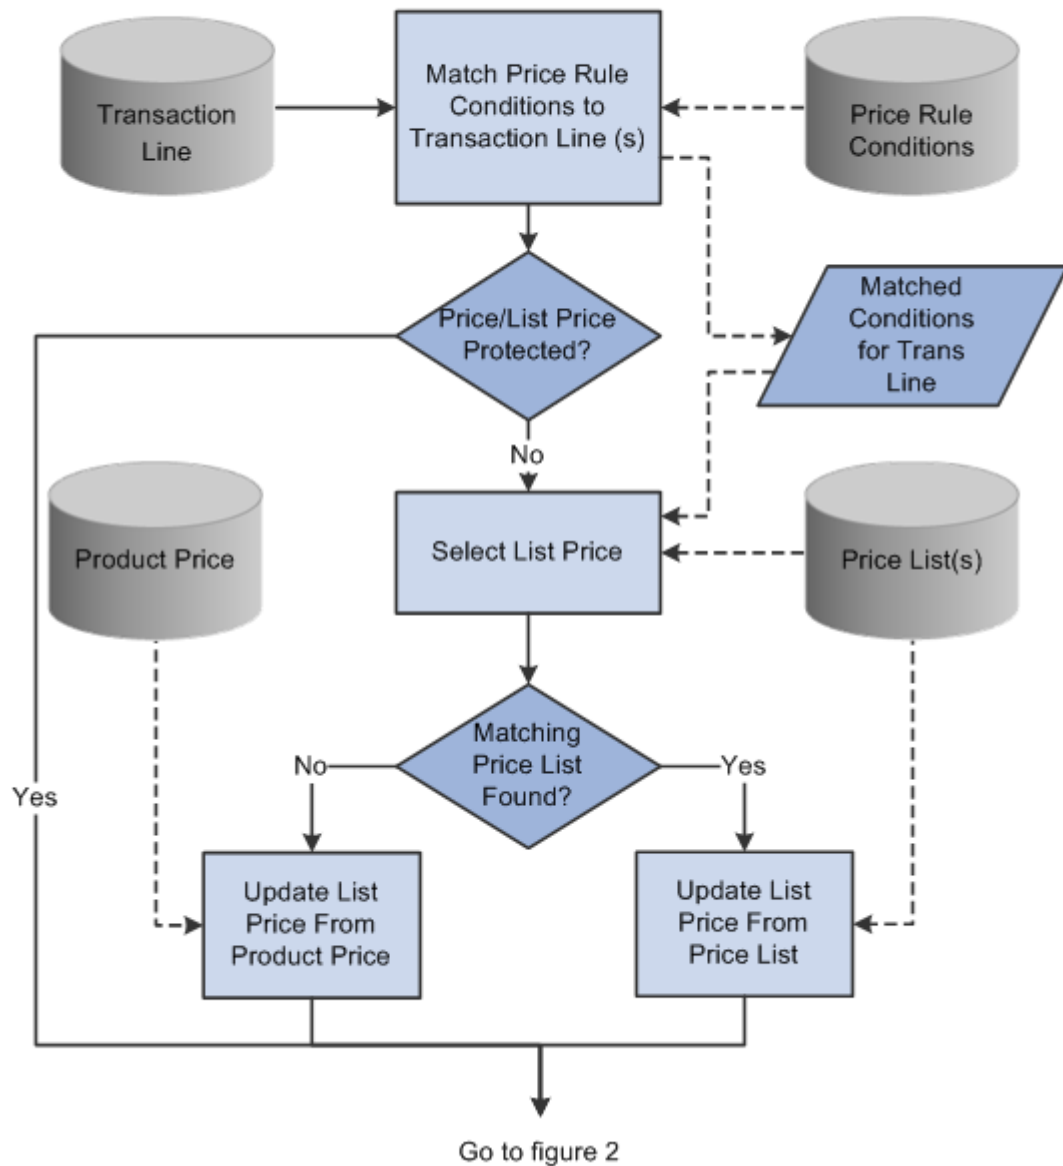 Transaction
Line
Match Price Rule
Conditions to
Transaction Line (s)
Price Rule
Conditions
Price/List Price
Protected?
Matched
Conditions
for Trans
Line
No
Product Price
Select List Price
Price List(s)
Matching
Price List
Found?
No
Yes
Yes
Update List
Price From
Product Price
Update List
Price From
Price List
Go to figure 2